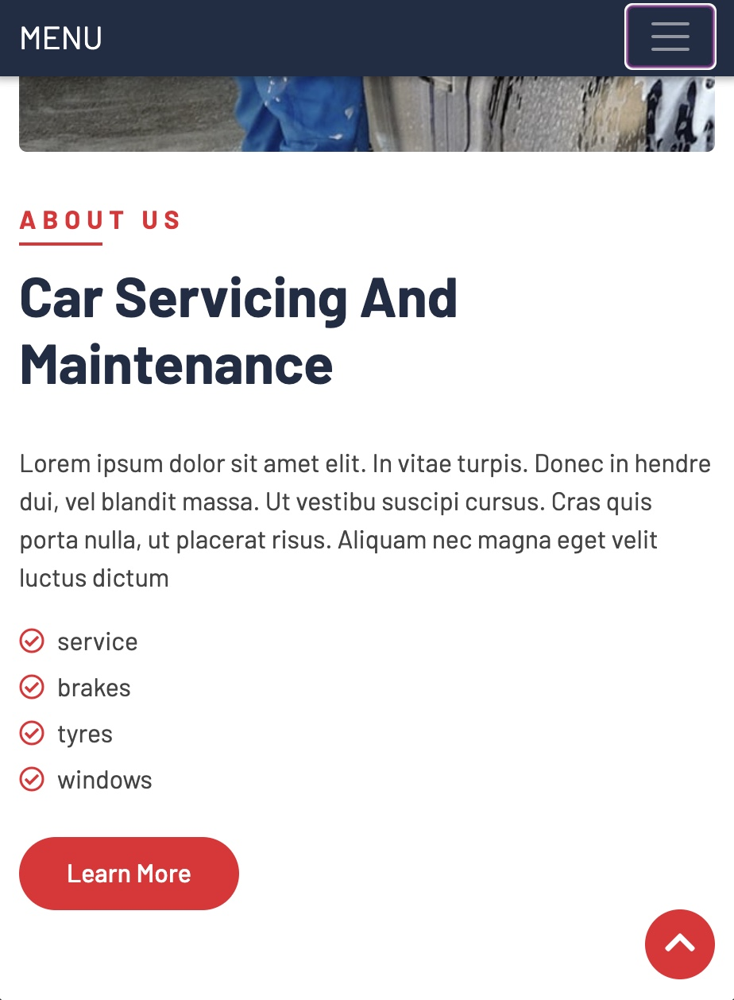 MENU
ABOUT US
Car Servicing And
Maintenance
Lorem ipsum dolor sit amet elit. In vitae turpis. Donec in hendre
dui, vel blandit massa. Ut vestibu suscipi cursus. Cras quis
porta nulla, ut placerat risus. Aliquam nec magna eget velit
luctus dictum
service
brakes
tyres
windows
Learn More